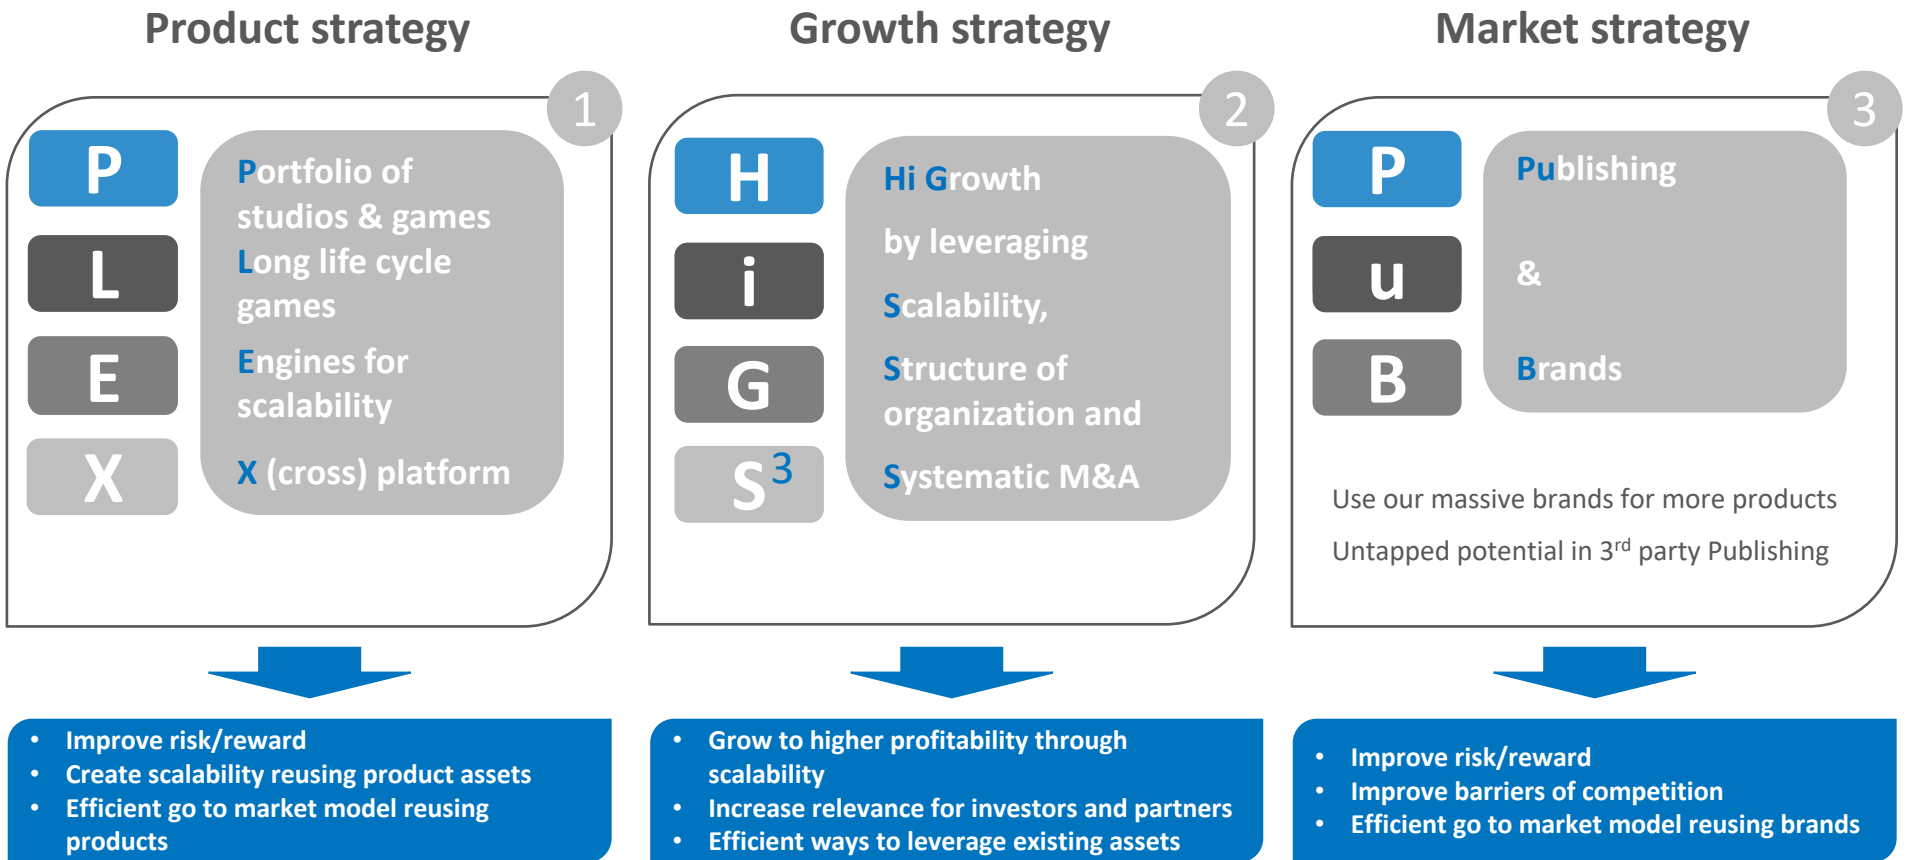 Product strategy
1
P
L
E
X
Portfolio of
studios & games
Long life cycle
games
Engines for
scalability
X (cross) platform
• Improve risk/reward
• Create scalability reusing product assets
• Efficient go to market model reusing
products
Growth strategy
2
H
i
G
S³
Hi Growth
by leveraging
Scalability,
Structure of
organization and
Systematic M&A
• Grow to higher profitability through
scalability
• Increase relevance for investors and partners
• Efficient ways to leverage existing assets
Market strategy
3
P
u
B
Publishing
&
Brands
Use our massive brands for more products
Untapped potential in 3rd party Publishing
• Improve risk/reward
• Improve barriers of competition
• Efficient go to market model reusing brands